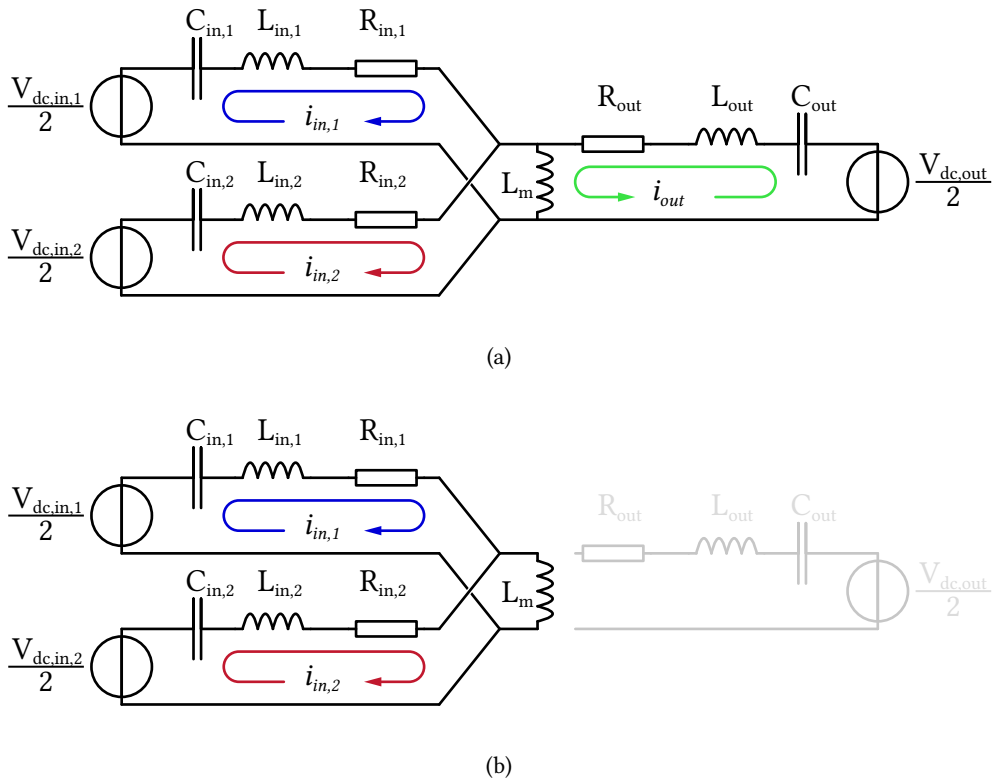 C_in,1 L_in,1 R_in,1
V_dc,in,1
2
i_in,1
R_out L_out C_out
C_in,2 L_in,2 R_in,2
L_m
i_out
V_dc,out
2
V_dc,in,2
2
i_in,2
(a)
C_in,1 L_in,1 R_in,1
V_dc,in,1
2
i_in,1
R_out L_out C_out
C_in,2 L_in,2 R_in,2
L_m
V_dc,out
2
V_dc,in,2
2
i_in,2
(b)